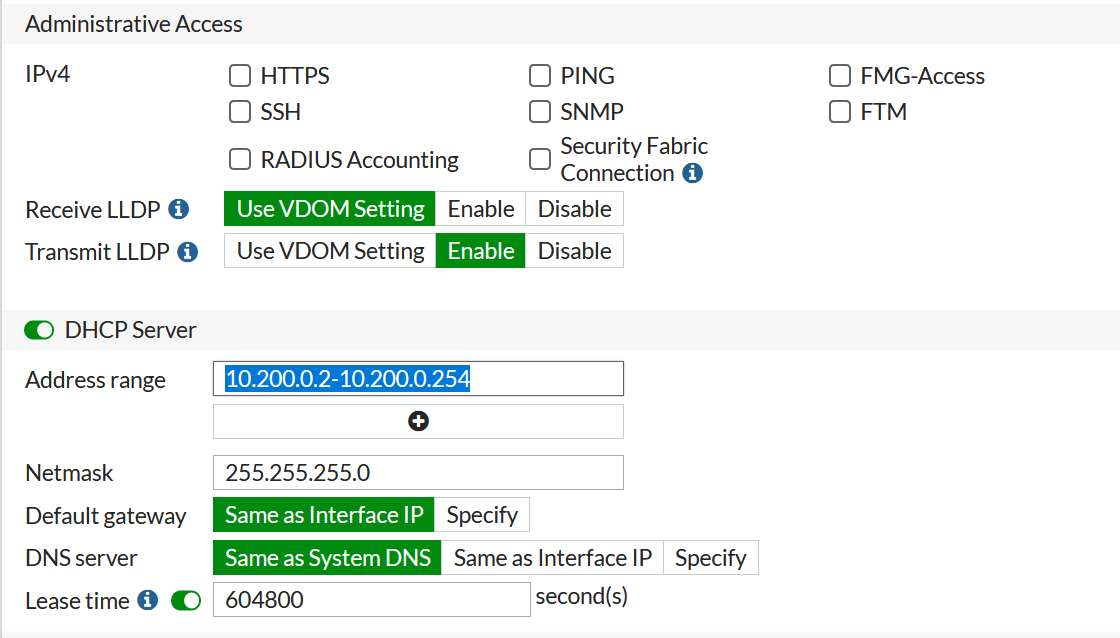 Administrative Access
IPv4
HTTPS PING FMG-Access
SSH SNMP FTM
RADIUS Accounting Security Fabric Connection
Receive LLDP Use VDOM Setting Enable Disable
Transmit LLDP Use VDOM Setting Enable Disable
DHCP Server
Address range 10.200.0.2-10.200.0.254
Netmask 255.255.255.0
Default gateway Same as Interface IP Specify
DNS server Same as System DNS Same as Interface IP Specify
Lease time 604800 second(s)